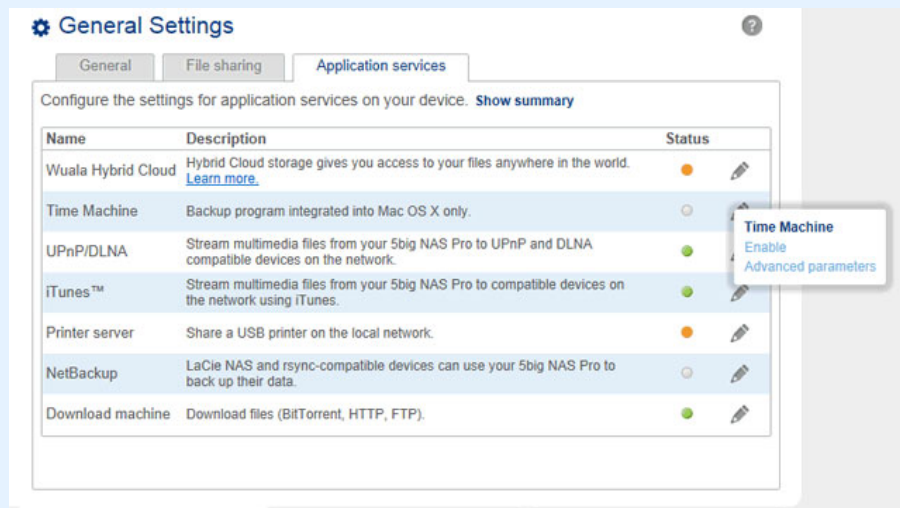 General Settings
General
File sharing
Application services
Configure the settings for application services on your device. Show summary
Name Description Status
Wuala Hybrid Cloud
Hybrid Cloud storage gives you access to your files anywhere in the world.
Learn more.
Time Machine Backup program integrated into Mac OS X only.
Time Machine
Enable
Advanced parameters
UPnP/DLNA
Stream multimedia files from your 5big NAS Pro to UPnP and DLNA
compatible devices on the network.
iTunes™
Stream multimedia files from your 5big NAS Pro to compatible devices on
the network using iTunes.
Printer server Share a USB printer on the local network.
NetBackup
LaCie NAS and rsync-compatible devices can use your 5big NAS Pro to
back up their data.
Download machine Download files (BitTorrent, HTTP, FTP).